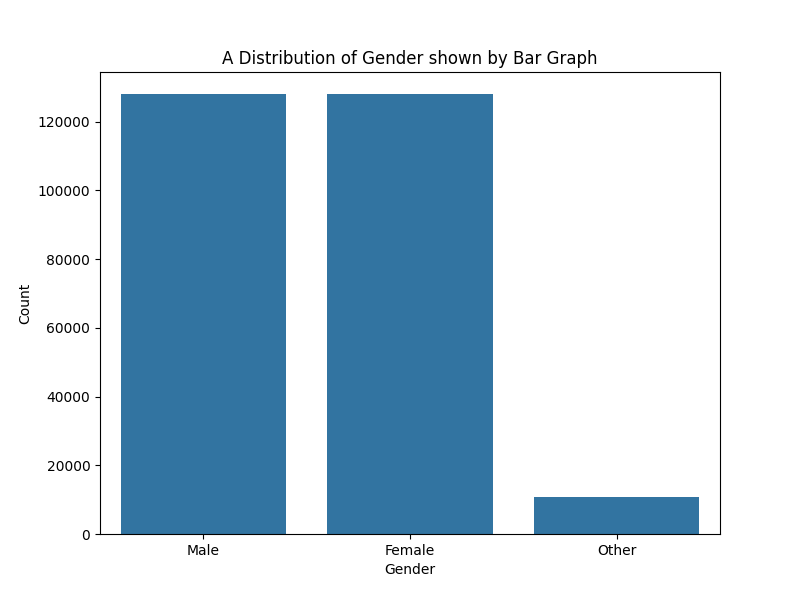 A Distribution of Gender shown by Bar Graph
120000
100000
80000
60000
40000
20000
0
Count
Male Female Other
Gender